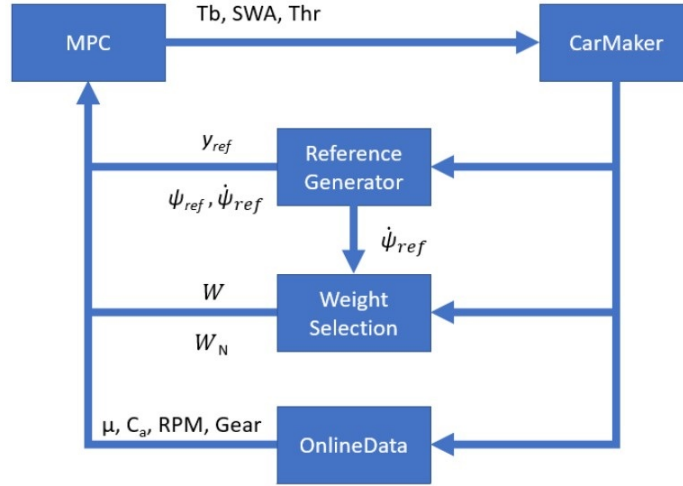 Tb, SWA, Thr
MPC
CarMaker
y_ref
Reference
Generator
ψ_ref, ψ̇_ref
ψ̇_ref
W
Weight
Selection
W_N
μ, C_a, RPM, Gear
OnlineData